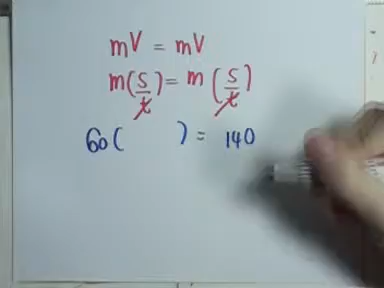 mV = mV
m(s/t) = m(s/t)
60( ) = 140